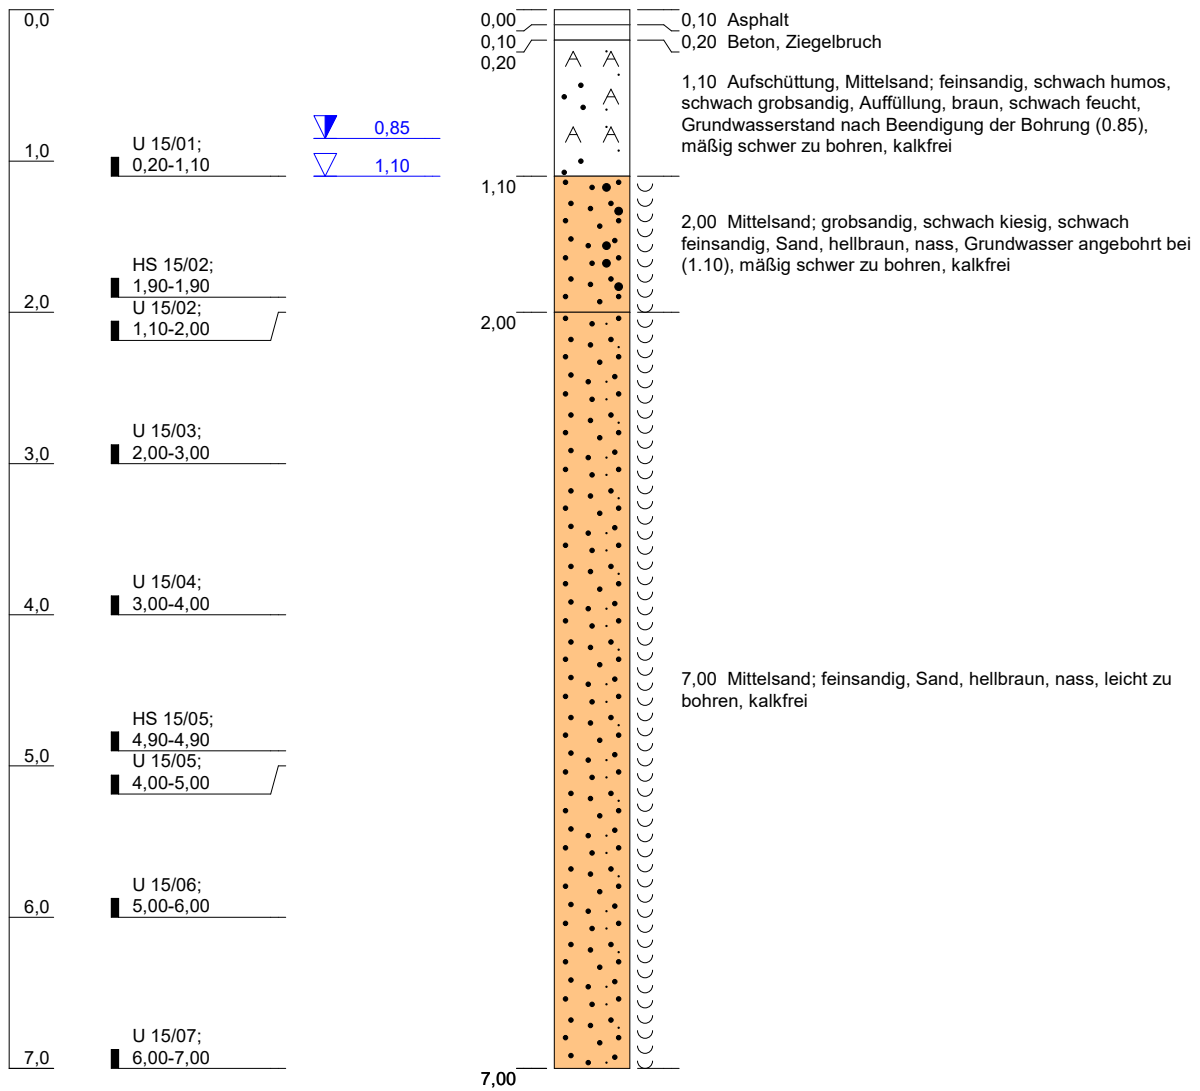 0,0
1,0
2,0
3,0
4,0
5,0
6,0
7,0
U 15/01;
0,20-1,10
HS 15/02;
1,90-1,90
U 15/02;
1,10-2,00
U 15/03;
2,00-3,00
U 15/04;
3,00-4,00
HS 15/05;
4,90-4,90
U 15/05;
4,00-5,00
U 15/06;
5,00-6,00
U 15/07;
6,00-7,00
0,85
1,10
0,00
0,10
0,20
1,10
2,00
7,00
A A
A
A A
0,10 Asphalt
0,20 Beton, Ziegelbruch
1,10 Aufschüttung, Mittelsand; feinsandig, schwach humos,
schwach grobsandig, Auffüllung, braun, schwach feucht,
Grundwasserstand nach Beendigung der Bohrung (0.85),
mäßig schwer zu bohren, kalkfrei
2,00 Mittelsand; grobsandig, schwach kiesig, schwach
feinsandig, Sand, hellbraun, nass, Grundwasser angebohrt bei
(1.10), mäßig schwer zu bohren, kalkfrei
7,00 Mittelsand; feinsandig, Sand, hellbraun, nass, leicht zu
bohren, kalkfrei